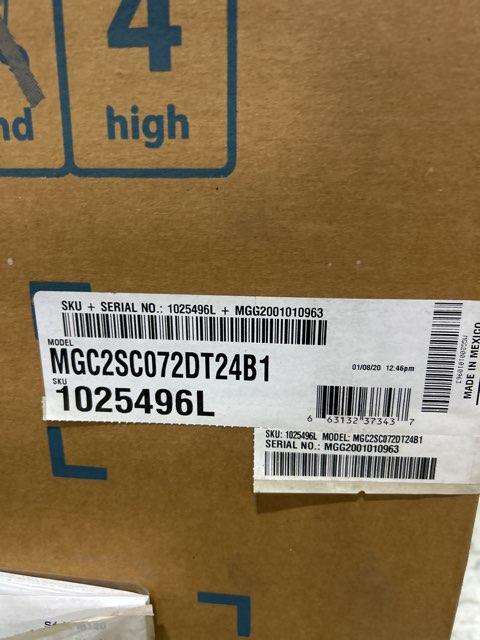 4
nd
high
SKU + SERIAL NO.: 1025496L + MGG2001010963
MODEL
MGC2SC072DT24B1
01/08/20 12:46pm
SKU
1025496L
6 63132 37343 7
MGG2001010963
MADE IN MEXICO
SKU: 1025496L MODEL: MGC2SC072DT24B1
SERIAL NO.: MGG2001010963